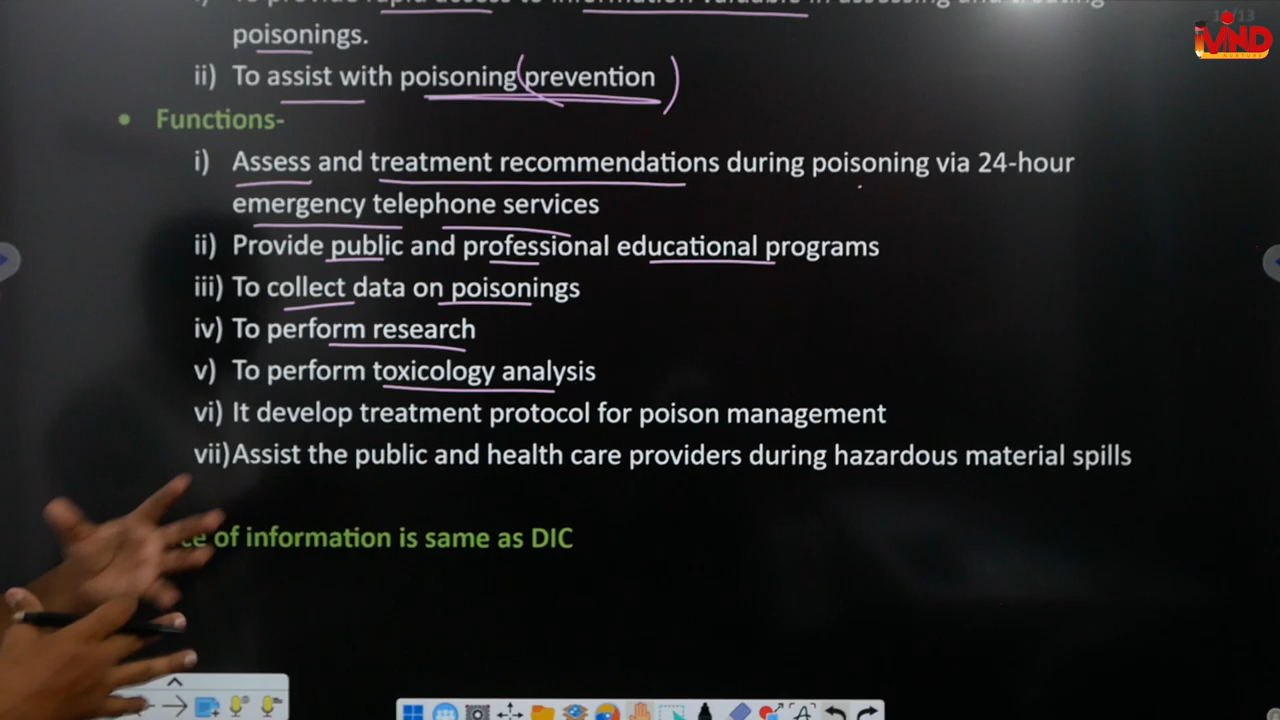 poisonings.
ii) To assist with poisoning prevention
• Functions-
i) Assess and treatment recommendations during poisoning via 24-hour
emergency telephone services
ii) Provide public and professional educational programs
iii) To collect data on poisonings
iv) To perform research
v) To perform toxicology analysis
vi) It develop treatment protocol for poison management
vii)Assist the public and health care providers during hazardous material spills
of information is same as DIC
MND